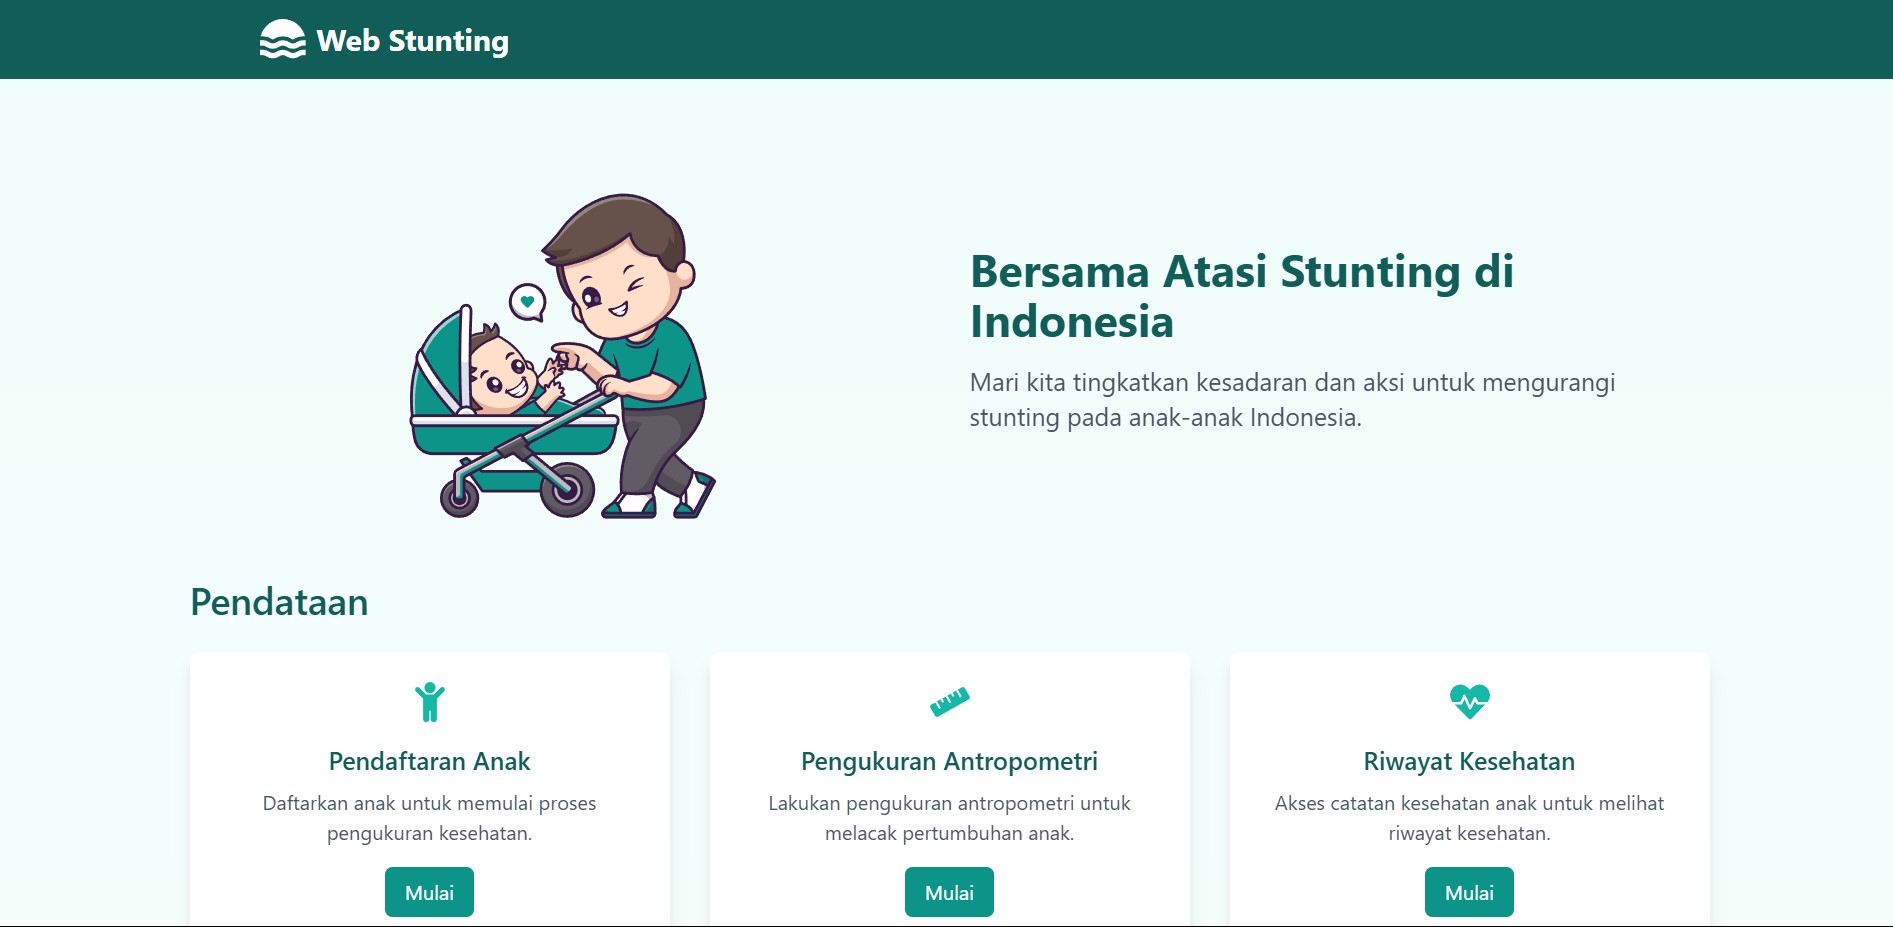 Web Stunting
Bersama Atasi Stunting di
Indonesia
Mari kita tingkatkan kesadaran dan aksi untuk mengurangi
stunting pada anak-anak Indonesia.
Pendataan
Pendaftaran Anak
Daftarkan anak untuk memulai proses
pengukuran kesehatan.
Mulai
Pengukuran Antropometri
Lakukan pengukuran antropometri untuk
melacak pertumbuhan anak.
Mulai
Riwayat Kesehatan
Akses catatan kesehatan anak untuk melihat
riwayat kesehatan.
Mulai